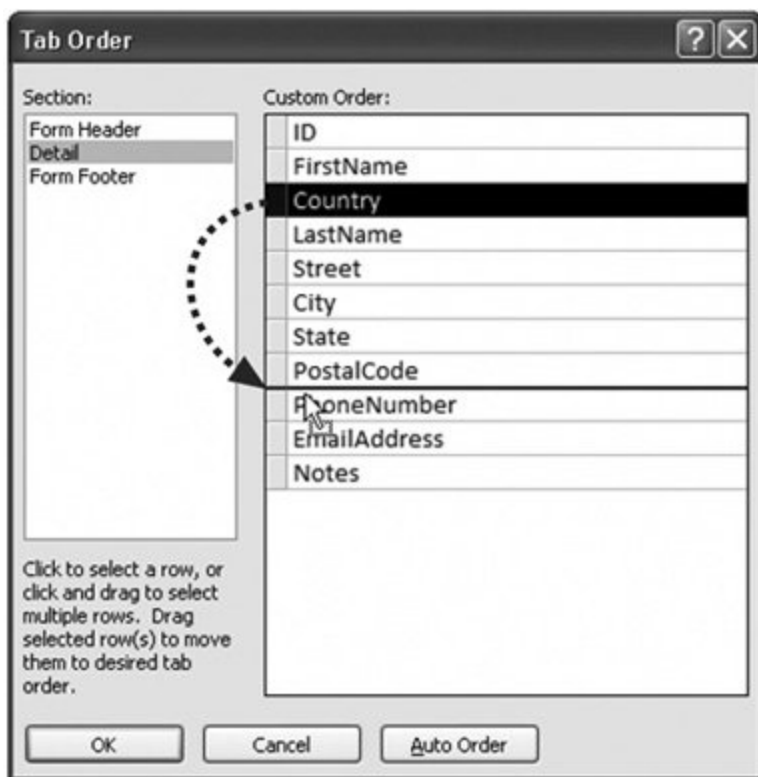 Tab Order
Section:
Form Header
Detail
Form Footer
Click to select a row, or
click and drag to select
multiple rows. Drag
selected row(s) to move
them to desired tab
order.
Custom Order:
ID
FirstName
Country
LastName
Street
City
State
PostalCode
PhoneNumber
EmailAddress
Notes
OK
Cancel
Auto Order